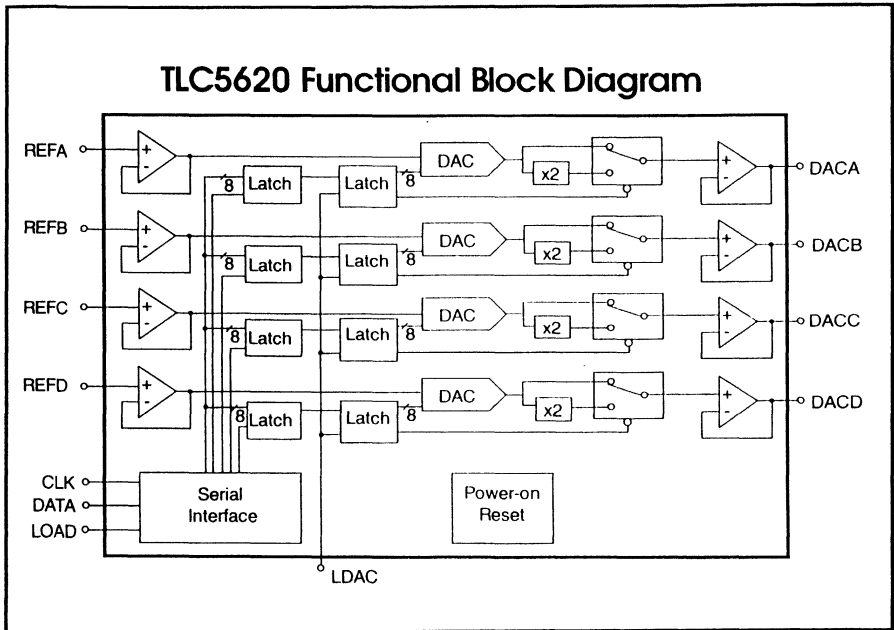 TLC5620 Functional Block Diagram
REFA
+
-
DAC
x2
+
-
DACA
8
Latch
Latch
8
REFB
+
-
DAC
x2
+
-
DACB
8
Latch
Latch
8
REFC
+
-
DAC
x2
+
-
DACC
8
Latch
Latch
8
REFD
+
-
DAC
x2
+
-
DACD
8
Latch
Latch
8
CLK
DATA
LOAD
Serial
Interface
Power-on
Reset
LDAC